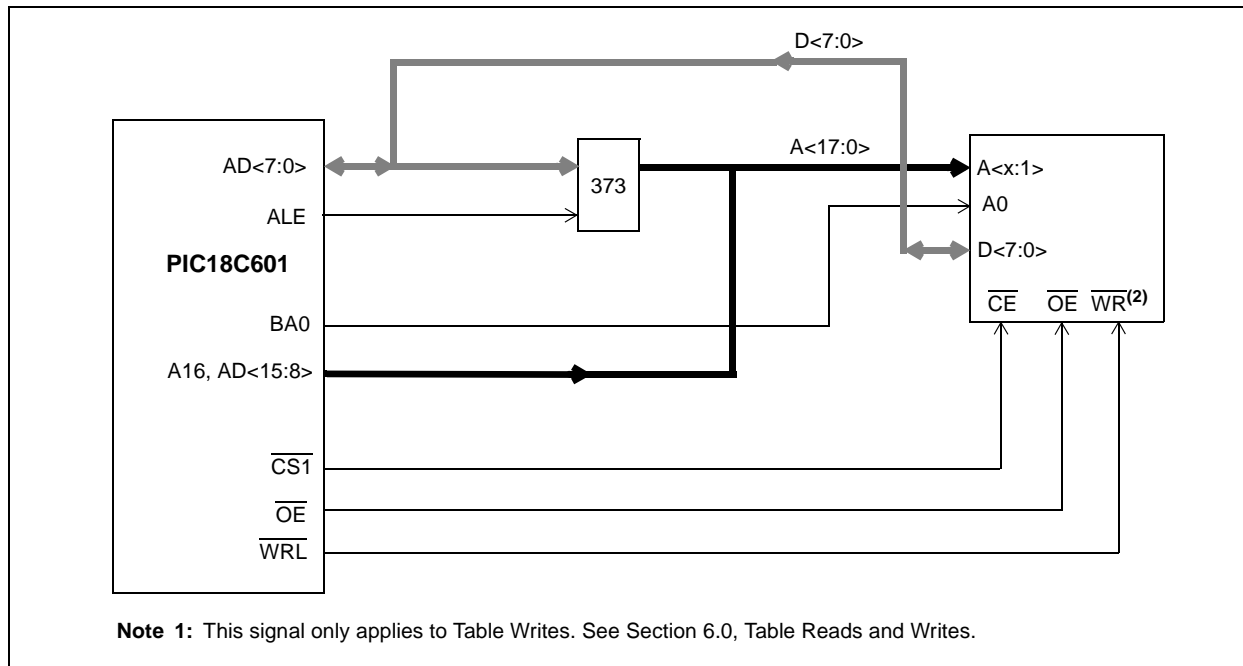 D<7:0>
AD<7:0>
373
A<17:0>
A<x:1>
ALE
A0
PIC18C601
D<7:0>
CE OE WR(2)
BA0
A16, AD<15:8>
CS1
OE
WRL
Note 1: This signal only applies to Table Writes. See Section 6.0, Table Reads and Writes.